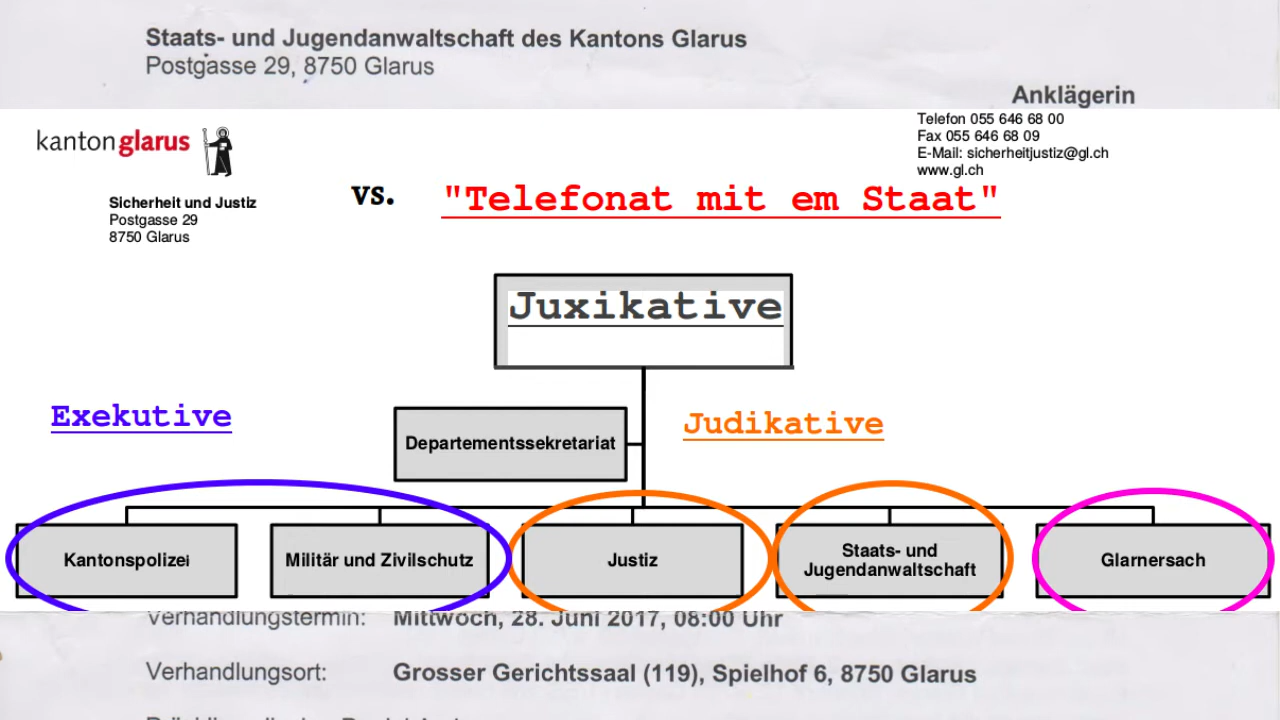 Staats- und Jugendanwaltschaft des Kantons Glarus
Postgasse 29, 8750 Glarus
Anklägerin
Telefon 055 646 68 00
Fax 055 646 68 09
E-Mail: sicherheitjustiz@gl.ch
www.gl.ch
kanton glarus
Sicherheit und Justiz
Postgasse 29
8750 Glarus
vs. "Telefonat mit em Staat"
Juxikative
Exekutive
Judikative
Departementssekretariat
Kantonspolizei
Militär und Zivilschutz
Justiz
Staats- und
Jugendanwaltschaft
Glarnersach
Verhandlungstermin: Mittwoch, 28. Juni 2017, 08:00 Uhr
Verhandlungsort: Grosser Gerichtssaal (119), Spielhof 6, 8750 Glarus